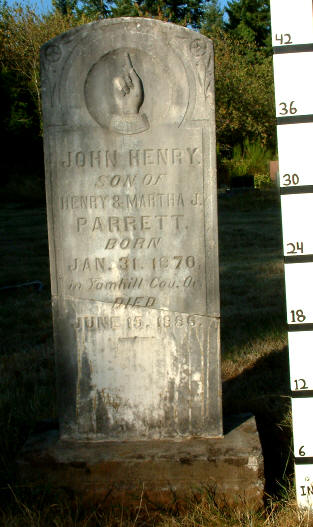 JOHN HENRY.
SON OF
HENRY & MARTHA J.
PARRETT.
BORN
JAN. 31. 1870.
in Yamhill Cou. Or.
DIED
JUNE 15. 1886.
42
36
30
24
18
12
6
IN